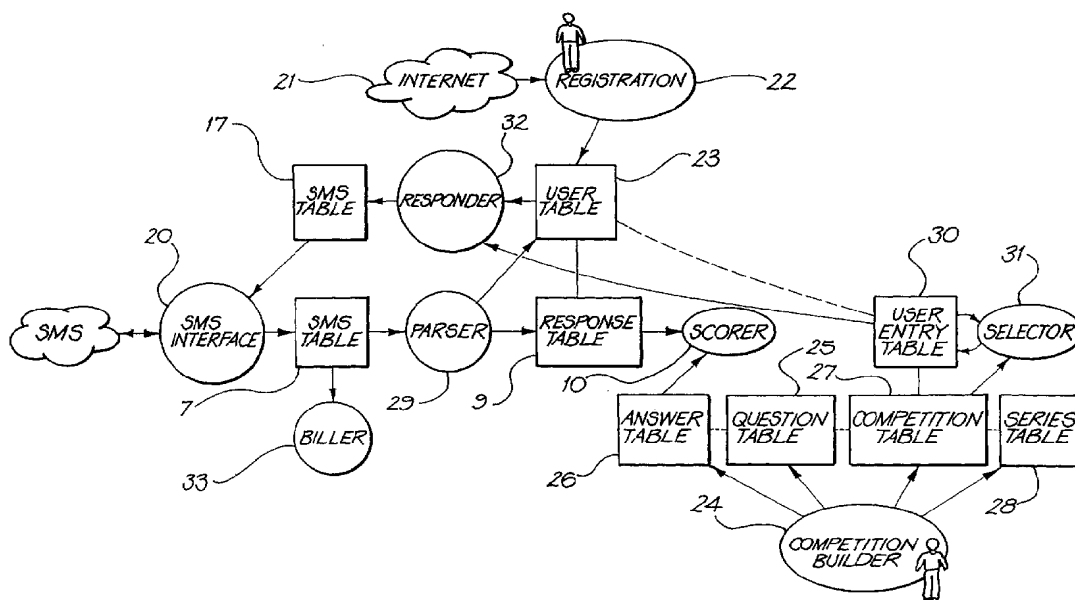 21
INTERNET
REGISTRATION
22
17
32
23
SMS
TABLE
RESPONDER
USER
TABLE
20
30
31
SMS
SMS
INTERFACE
SMS
TABLE
PARSER
RESPONSE
TABLE
SCORER
USER
ENTRY
TABLE
SELECTOR
7
29
9
10
25
27
BILLER
33
ANSWER
TABLE
QUESTION
TABLE
COMPETITION
TABLE
SERIES
TABLE
26
28
24
COMPETITION
BUILDER